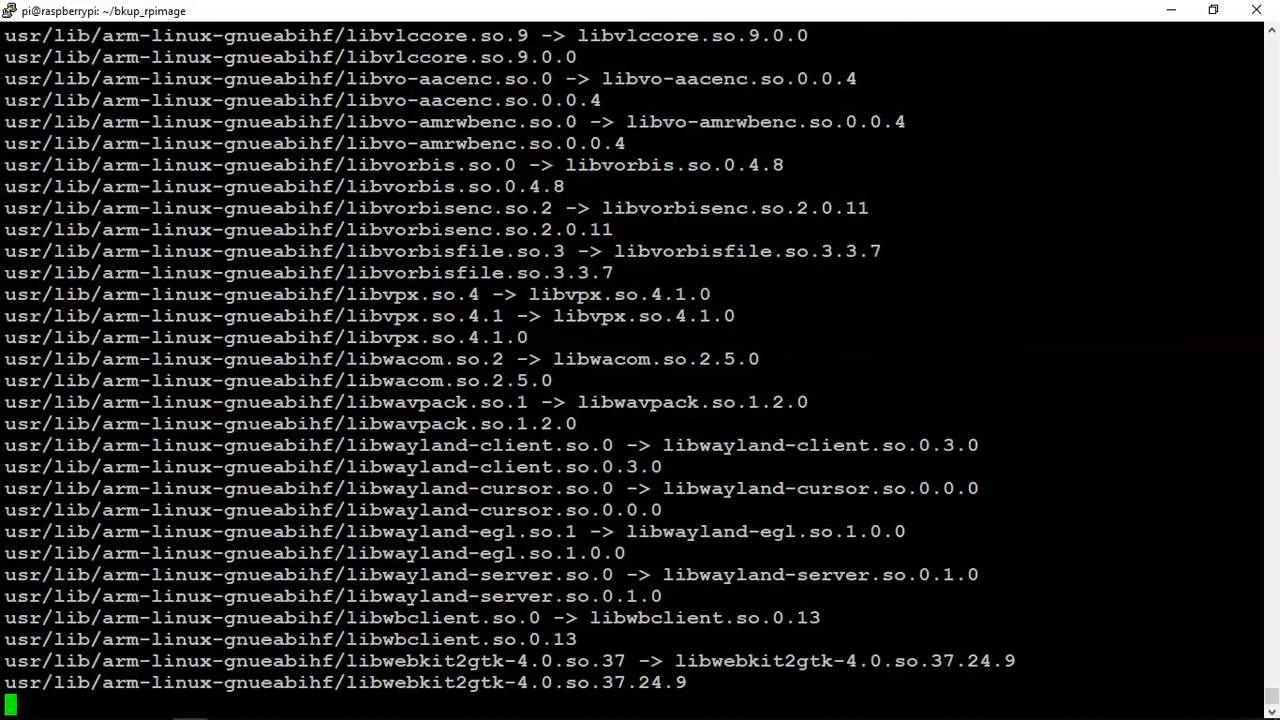 pi@raspberrypi: ~/bkup_rpimage
usr/lib/arm-linux-gnueabihf/libvlccore.so.9 -> libvlccore.so.9.0.0
usr/lib/arm-linux-gnueabihf/libvlccore.so.9.0.0
usr/lib/arm-linux-gnueabihf/libvo-aacenc.so.0 -> libvo-aacenc.so.0.0.4
usr/lib/arm-linux-gnueabihf/libvo-aacenc.so.0.0.4
usr/lib/arm-linux-gnueabihf/libvo-amrwbenc.so.0 -> libvo-amrwbenc.so.0.0.4
usr/lib/arm-linux-gnueabihf/libvo-amrwbenc.so.0.0.4
usr/lib/arm-linux-gnueabihf/libvorbis.so.0 -> libvorbis.so.0.4.8
usr/lib/arm-linux-gnueabihf/libvorbis.so.0.4.8
usr/lib/arm-linux-gnueabihf/libvorbisenc.so.2 -> libvorbisenc.so.2.0.11
usr/lib/arm-linux-gnueabihf/libvorbisenc.so.2.0.11
usr/lib/arm-linux-gnueabihf/libvorbisfile.so.3 -> libvorbisfile.so.3.3.7
usr/lib/arm-linux-gnueabihf/libvorbisfile.so.3.3.7
usr/lib/arm-linux-gnueabihf/libvpx.so.4 -> libvpx.so.4.1.0
usr/lib/arm-linux-gnueabihf/libvpx.so.4.1 -> libvpx.so.4.1.0
usr/lib/arm-linux-gnueabihf/libvpx.so.4.1.0
usr/lib/arm-linux-gnueabihf/libwacom.so.2 -> libwacom.so.2.5.0
usr/lib/arm-linux-gnueabihf/libwacom.so.2.5.0
usr/lib/arm-linux-gnueabihf/libwavpack.so.1 -> libwavpack.so.1.2.0
usr/lib/arm-linux-gnueabihf/libwavpack.so.1.2.0
usr/lib/arm-linux-gnueabihf/libwayland-client.so.0 -> libwayland-client.so.0.3.0
usr/lib/arm-linux-gnueabihf/libwayland-client.so.0.3.0
usr/lib/arm-linux-gnueabihf/libwayland-cursor.so.0 -> libwayland-cursor.so.0.0.0
usr/lib/arm-linux-gnueabihf/libwayland-cursor.so.0.0.0
usr/lib/arm-linux-gnueabihf/libwayland-egl.so.1 -> libwayland-egl.so.1.0.0
usr/lib/arm-linux-gnueabihf/libwayland-egl.so.1.0.0
usr/lib/arm-linux-gnueabihf/libwayland-server.so.0 -> libwayland-server.so.0.1.0
usr/lib/arm-linux-gnueabihf/libwayland-server.so.0.1.0
usr/lib/arm-linux-gnueabihf/libwbclient.so.0 -> libwbclient.so.0.13
usr/lib/arm-linux-gnueabihf/libwbclient.so.0.13
usr/lib/arm-linux-gnueabihf/libwebkit2gtk-4.0.so.37 -> libwebkit2gtk-4.0.so.37.24.9
usr/lib/arm-linux-gnueabihf/libwebkit2gtk-4.0.so.37.24.9